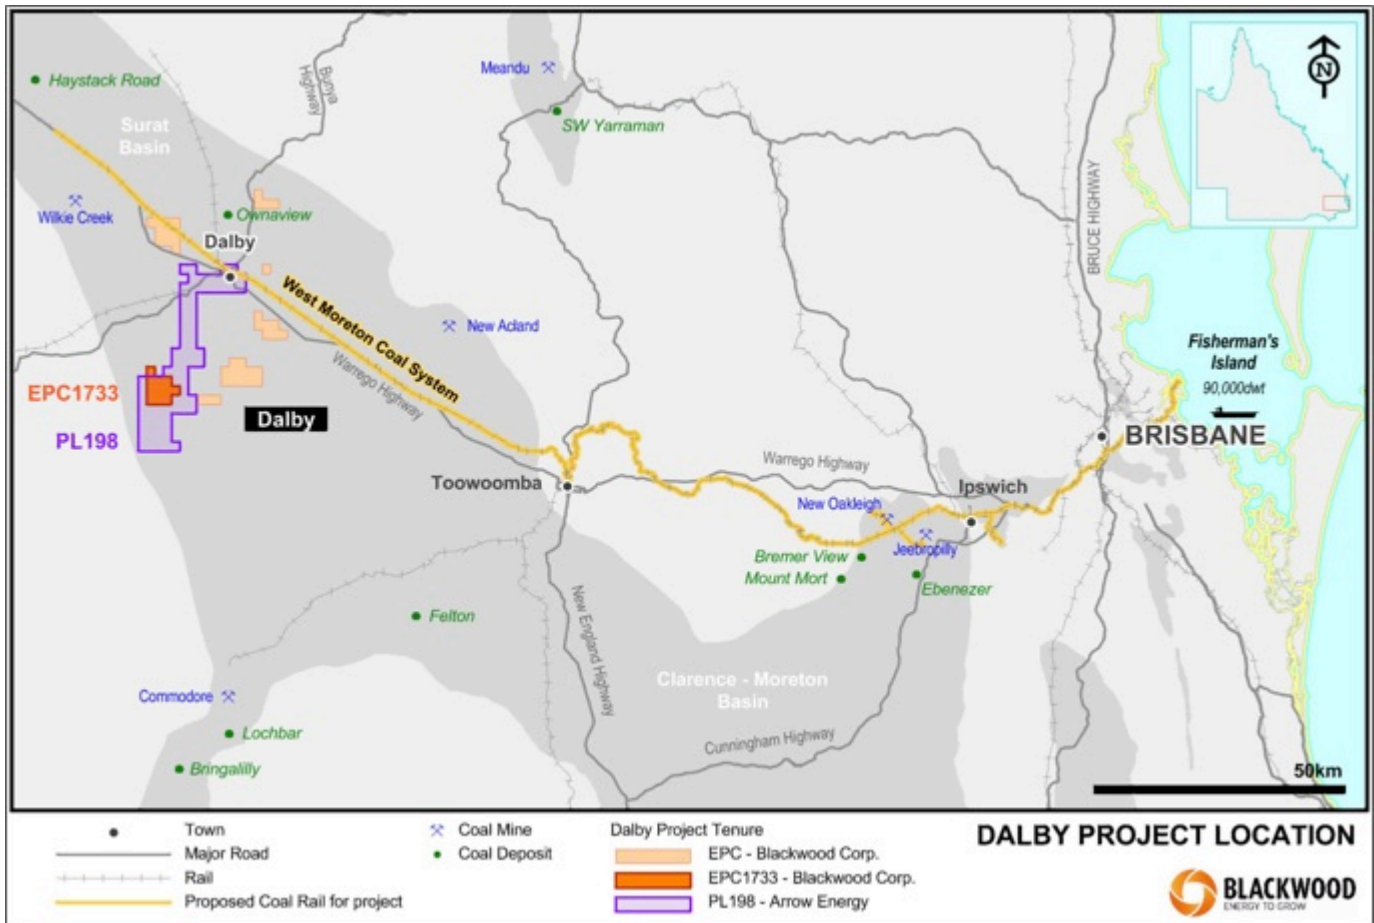 Haystack Road
Bunya
Highway
Meandu
SW Yarraman
Surat
Basin
N
Wilkie Creek
Ownaview
Dalby
BRUCE HIGHWAY
West Moreton Coal System
New Acland
Warrego Highway
Fisherman's
Island
90,000dwt
EPC1733
PL198
Dalby
BRISBANE
Toowoomba
Warrego Highway
Ipswich
New Oakleigh
Jeebropilly
Bremer View
Mount Mort
Ebenezer
New England Highway
Felton
Clarence - Moreton
Basin
Commodore
Lochbar
Bringalilly
Cunningham Highway
50km
Town
Major Road
Rail
Proposed Coal Rail for project
Coal Mine
Coal Deposit
Dalby Project Tenure
EPC - Blackwood Corp.
EPC1733 - Blackwood Corp.
PL198 - Arrow Energy
DALBY PROJECT LOCATION
BLACKWOOD
ENERGY TO GROW